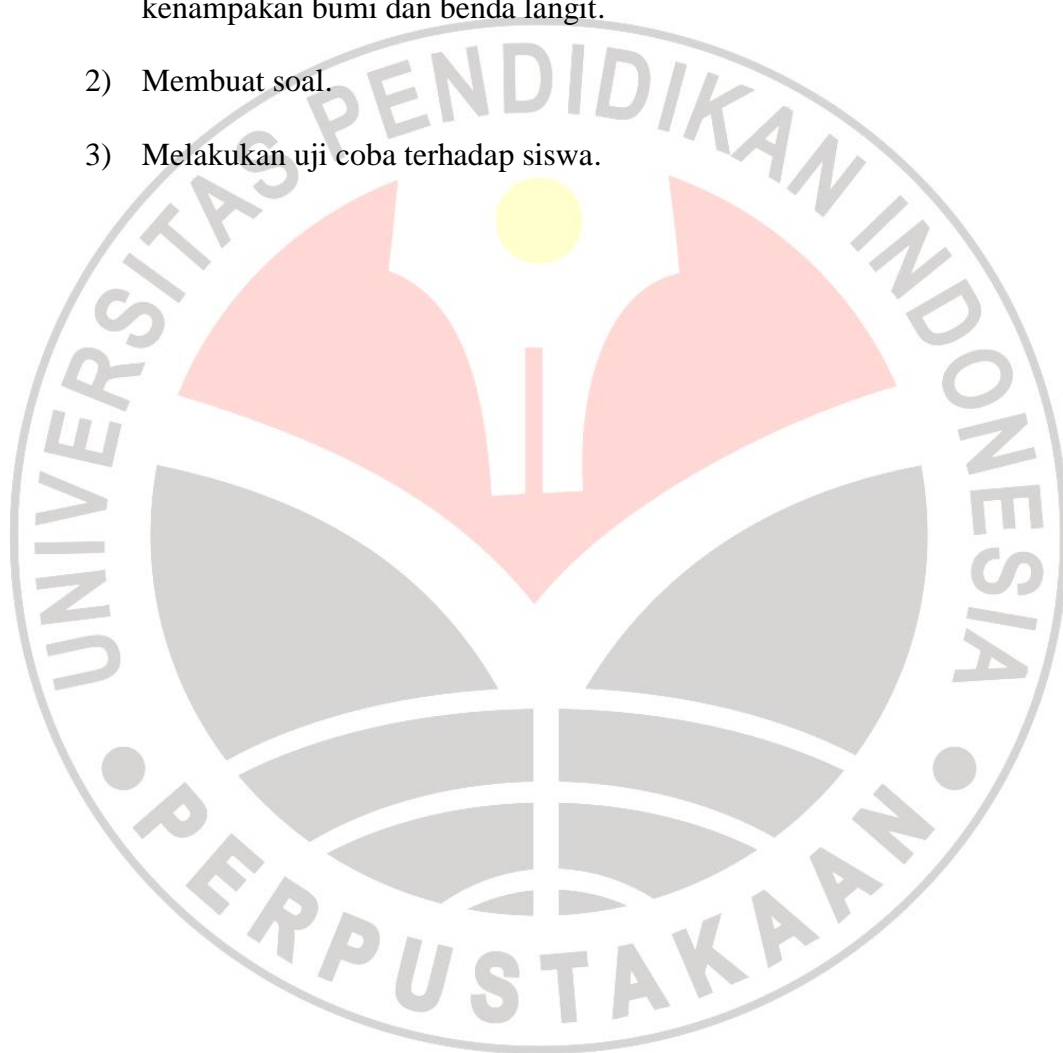 kenampakan bumi dan benda langit.
2) Membuat soal.
3) Melakukan uji coba terhadap siswa.
UNIVERSITAS PENDIDIKAN INDONESIA
PERPUSTAKAAN